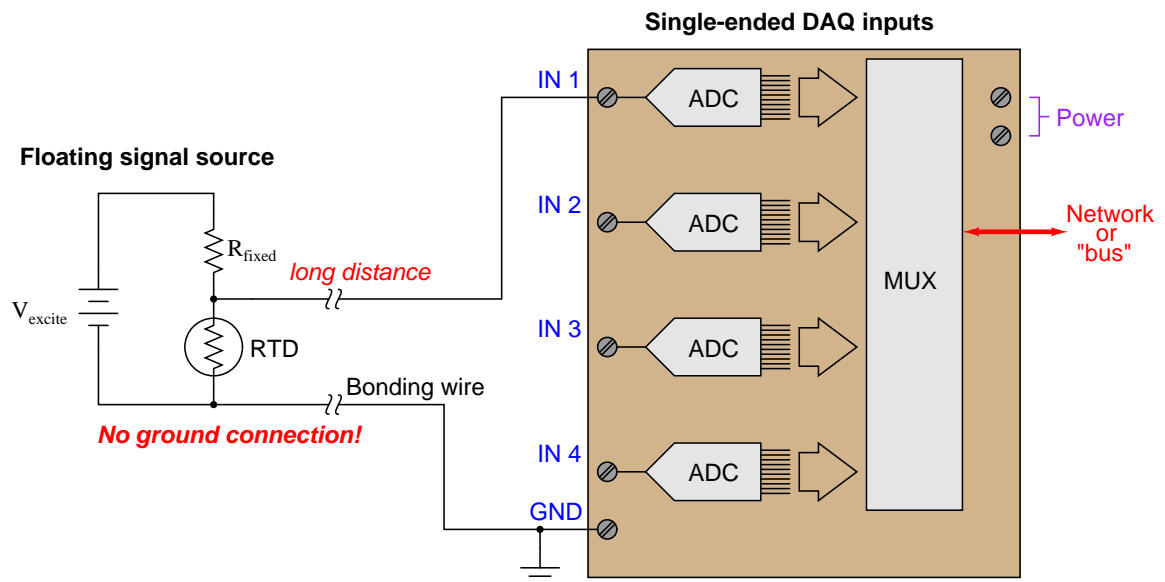 Single-ended DAQ inputs
IN 1
ADC
Power
Floating signal source
IN 2
ADC
Network
or
"bus"
Rfixed
long distance
MUX
Vexcite
IN 3
ADC
RTD
Bonding wire
No ground connection!
IN 4
ADC
GND